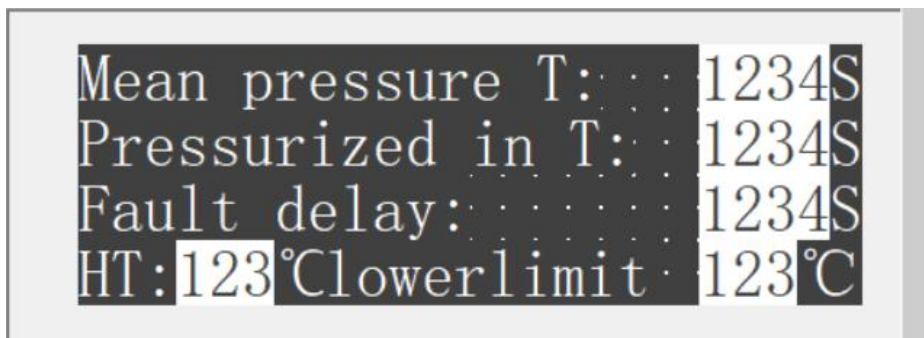 Mean pressure T: 1234S
Pressurized in T: 1234S
Fault delay: 1234S
HT:123℃lowerlimit 123℃